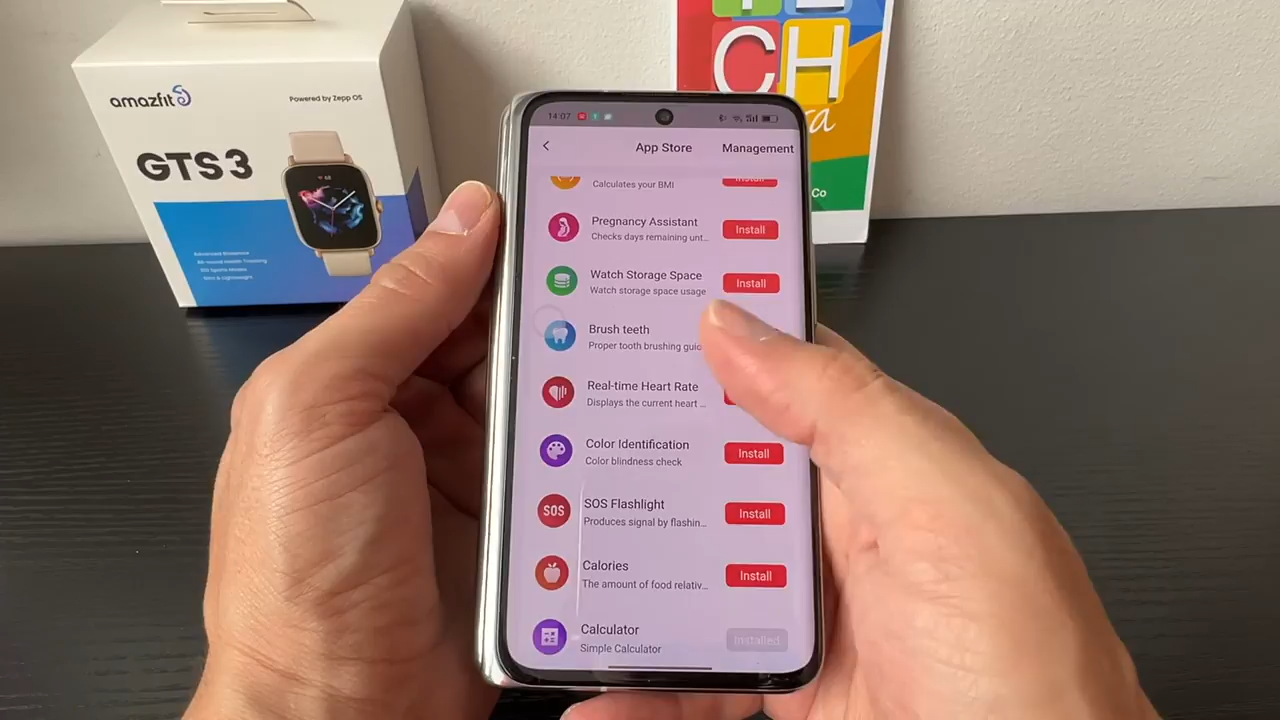 amazfit
Powered by Zepp OS
GTS 3
CH
Co
14:07
App Store
Management
Calculates your BMI
Install
Pregnancy Assistant
Checks days remaining unt...
Install
Watch Storage Space
Watch storage space usage
Install
Brush teeth
Proper tooth brushing guid
Real-time Heart Rate
Displays the current heart ...
Color Identification
Color blindness check
Install
SOS
SOS Flashlight
Produces signal by flashin...
Install
Calories
The amount of food relativ...
Install
Calculator
Simple Calculator
Installed